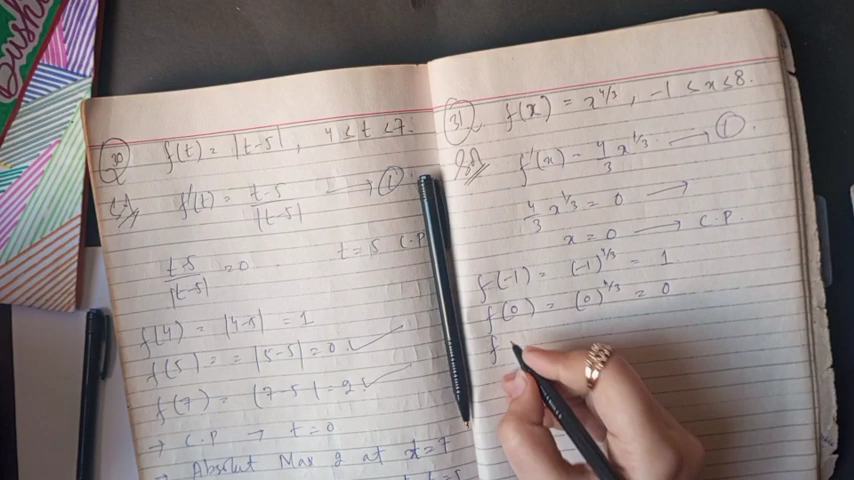 30 f(t) = |t-5| , 4 ≤ t < 7.
Sol f'(t) = t-5 / |t-5| → ①
t-5 / |t-5| = 0 t = 5 C.P
f(4) = |4-5| = 1
f(5) = = |5-5| = 0. ✓
f(7) = (7-5) = 2 ✓
→ C.P → t = 0
⇒ Absolut Max 2 at x=7
t=5
31, f(x) = x^4/3 , -1 ≤ x ≤ 8.
Sol f'(x) - 4/3 x^1/3 . → ① .
4/3 x^1/3 = 0 →
x = 0 → C.P.
f(-1) = (-1)^4/3 = 1
f(0) = (0)^4/3 = 0
f